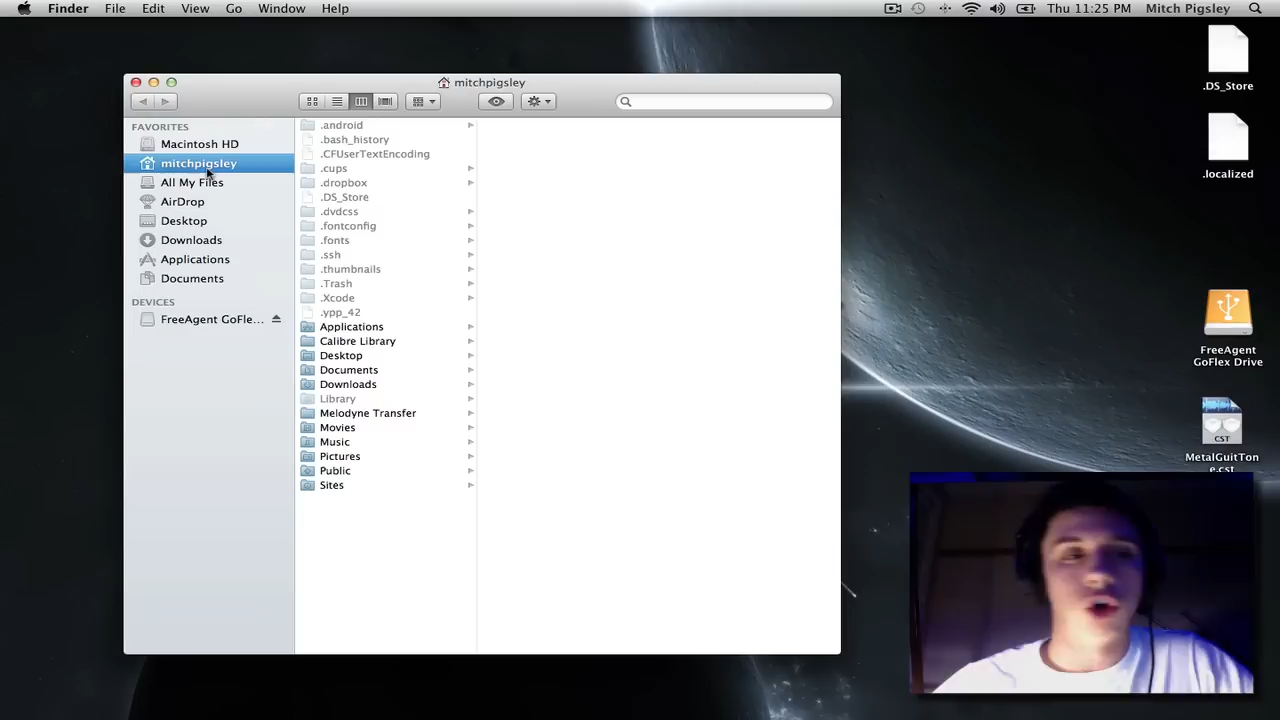 Finder File Edit View Go Window Help Thu 11:25 PM Mitch Pigsley
mitchpigsley
FAVORITES
Macintosh HD
mitchpigsley
All My Files
AirDrop
Desktop
Downloads
Applications
Documents
DEVICES
FreeAgent GoFle...
.android
.bash_history
.CFUserTextEncoding
.cups
.dropbox
.DS_Store
.dvdcss
.fontconfig
.fonts
.ssh
.thumbnails
.Trash
.Xcode
.ypp_42
Applications
Calibre Library
Desktop
Documents
Downloads
Library
Melodyne Transfer
Movies
Music
Pictures
Public
Sites
.DS_Store
.localized
FreeAgent
GoFlex Drive
CST
MetalGuitTon
e.cst